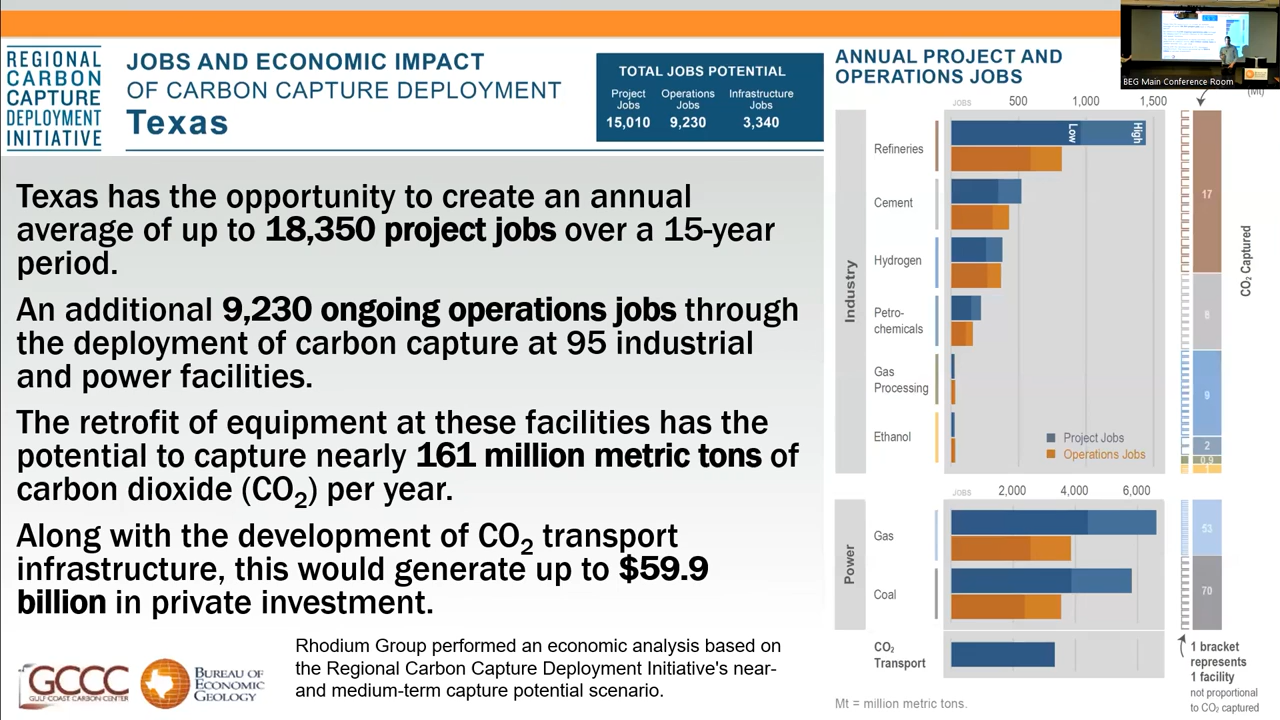 REGIONAL
CARBON
CAPTURE
DEPLOYMENT
INITIATIVE
JOBS AND ECONOMIC IMPACT
OF CARBON CAPTURE DEPLOYMENT
Texas
TOTAL JOBS POTENTIAL
Project Jobs
15,010
Operations Jobs
9,230
Infrastructure Jobs
3,340
Texas has the opportunity to create an annual
average of up to 18,350 project jobs over a 15-year
period.
An additional 9,230 ongoing operations jobs through
the deployment of carbon capture at 95 industrial
and power facilities.
The retrofit of equipment at these facilities has the
potential to capture nearly 161 million metric tons of
carbon dioxide (CO₂) per year.
Along with the development of CO₂ transport
infrastructure, this would generate up to $59.9
billion in private investment.
Rhodium Group performed an economic analysis based on
the Regional Carbon Capture Deployment Initiative's near-
and medium-term capture potential scenario.
GCCC
GULF COAST CARBON CENTER
BUREAU OF
ECONOMIC
GEOLOGY
ANNUAL PROJECT AND
OPERATIONS JOBS
BEG Main Conference Room
(Mt)
JOBS 500 1,000 1,500
Industry
Refineries
Low
High
Cement
Hydrogen
Petro-
chemicals
Gas
Processing
Ethanol
Project Jobs
Operations Jobs
17
9
2
0.9
CO₂ Captured
JOBS 2,000 4,000 6,000
Power
Gas
53
Coal
70
CO₂
Transport
1 bracket
represents
1 facility
not proportional
to CO₂ captured
Mt = million metric tons.